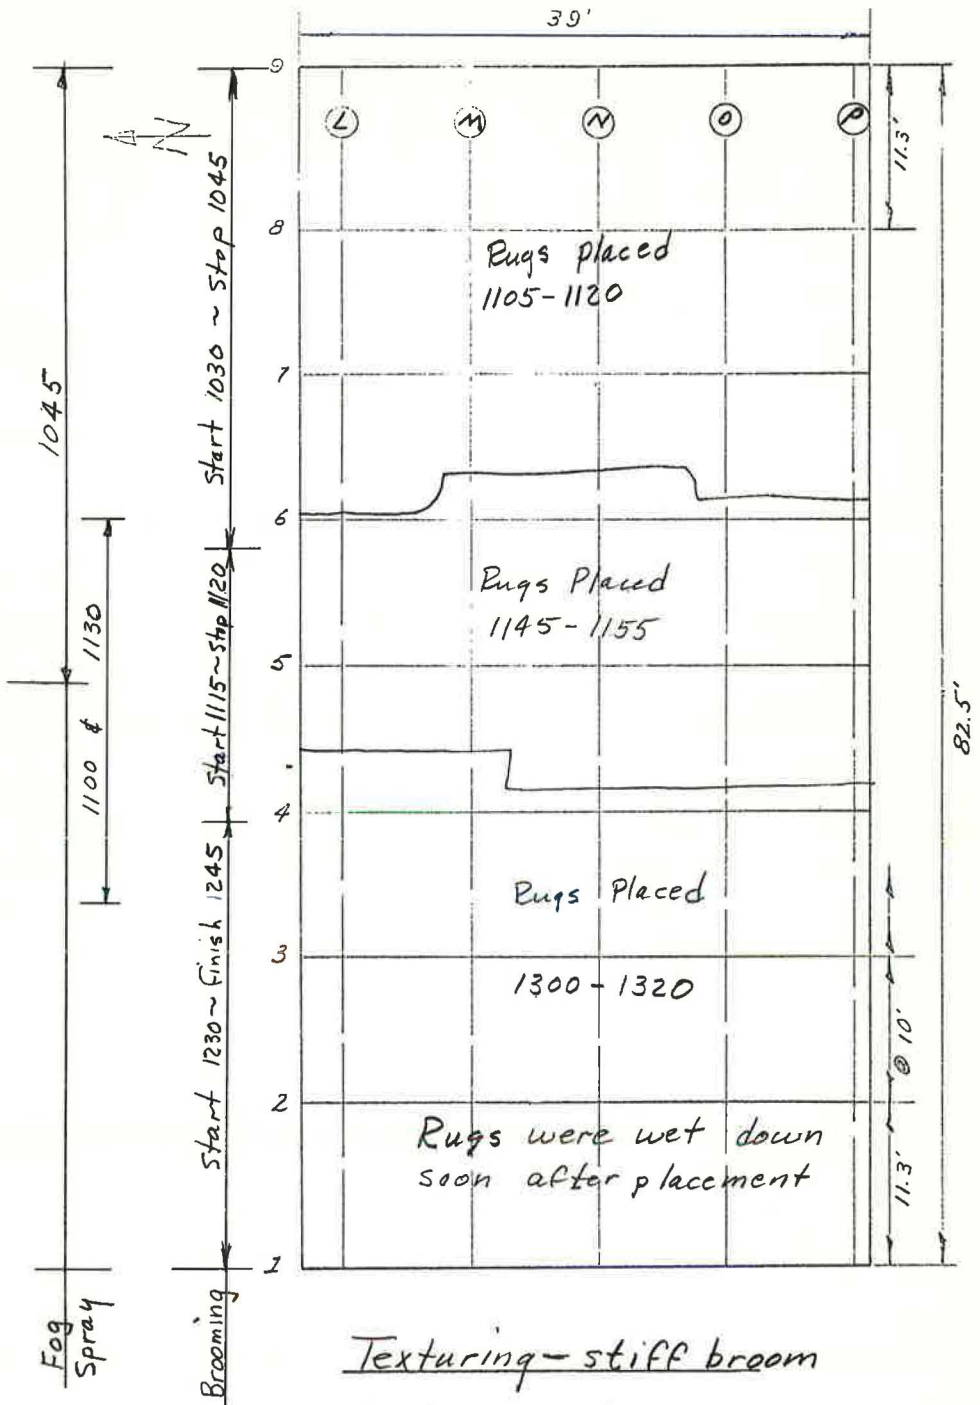 39'
9
L M N O P
N
11.3'
8
Rugs placed
1105-1120
7
Start 1030 ~ Stop 1045
1045
6
Rugs Placed
1145-1155
5
Start 1115 ~ Stop 1120
1100 ¢ 1130
82.5'
4
Rugs Placed
3
1300-1320
@ 10'
2
Start 1230 ~ Finish 1245
Rugs were wet down
soon after placement
11.3'
1
Fog
Spray
Brooming
Texturing - stiff broom